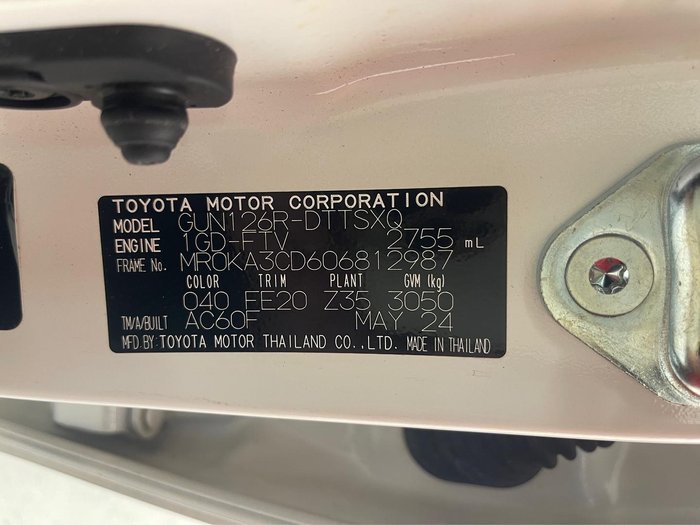 TOYOTA MOTOR CORPORATION
MODEL GUN126R-DTTSXQ
ENGINE 1GD-FTV 2755 mL
FRAME No. MR0KA3CD606812987
COLOR TRIM PLANT GVM (kg)
040 FE20 Z35 3050
TM/A/BUILT AC60F MAY 24
MFD.BY: TOYOTA MOTOR THAILAND CO.,LTD. MADE IN THAILAND